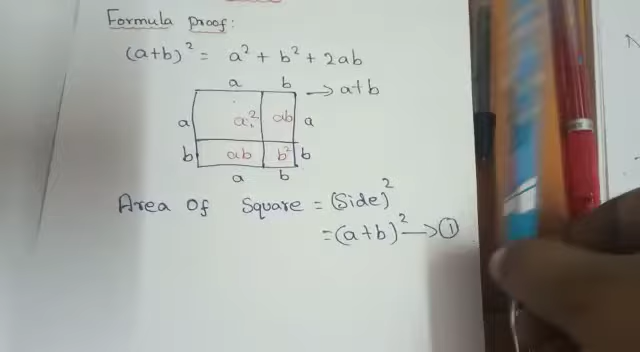 Formula proof:
(a+b)² = a² + b² + 2ab
a b → a+b
a a² ab a
b ab b² b
a b
Area Of Square = (Side)²
= (a+b)² → ①
N